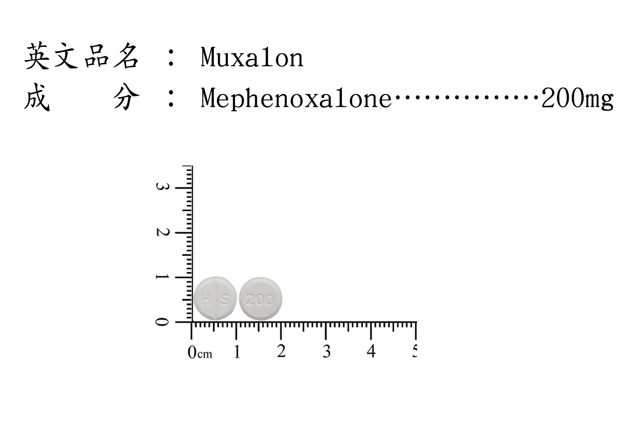 英文品名 : Muxalon
成 分 : Mephenoxalone……………200mg
3
2
1
0
H S 200
0cm 1 2 3 4 5